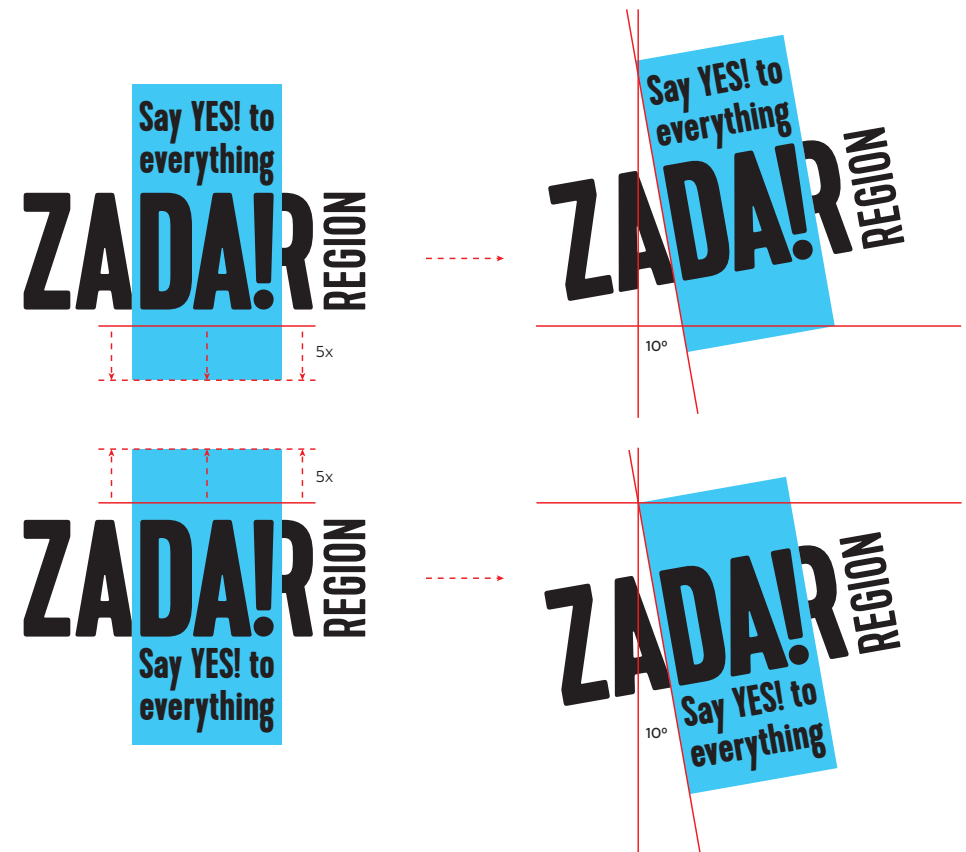 Say YES! to
everything
ZADA!R REGION
5x
Say YES! to
everything
ZADA!R REGION
10º
5x
ZADA!R REGION
Say YES! to
everything
ZADA!R REGION
Say YES! to
everything
10º